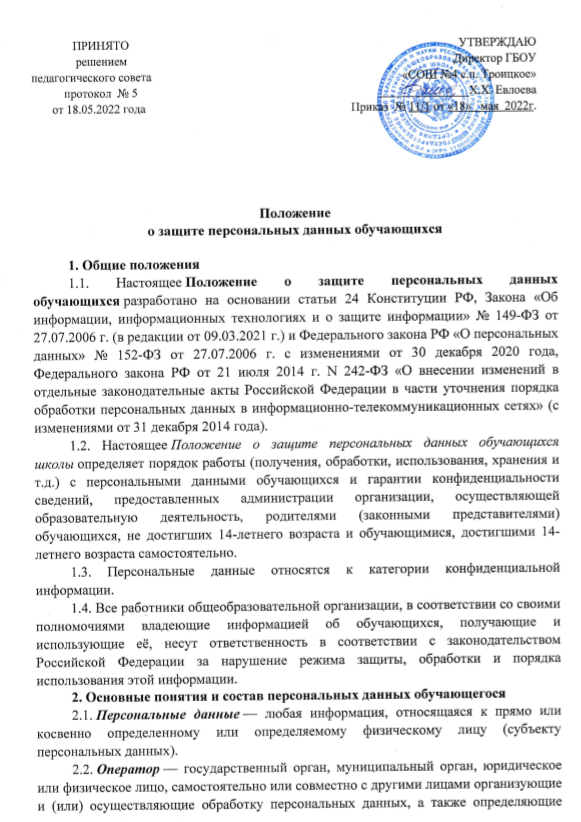 ПРИНЯТО
решением
педагогического совета
протокол № 5
от 18.05.2022 года
УТВЕРЖДАЮ
Директор ГБОУ
«СОШ №4 с.п. Троицкое»
Х.Х. Евлоева
Приказ № 11/1 от «18» мая 2022г.
Положение
о защите персональных данных обучающихся
1. Общие положения
1.1. Настоящее Положение о защите персональных данных
обучающихся разработано на основании статьи 24 Конституции РФ, Закона «Об
информации, информационных технологиях и о защите информации» № 149-ФЗ от
27.07.2006 г. (в редакции от 09.03.2021 г.) и Федерального закона РФ «О персональных
данных» № 152-ФЗ от 27.07.2006 г. с изменениями от 30 декабря 2020 года,
Федерального закона РФ от 21 июля 2014 г. N 242-ФЗ «О внесении изменений в
отдельные законодательные акты Российской Федерации в части уточнения порядка
обработки персональных данных в информационно-телекоммуникационных сетях» (с
изменениями от 31 декабря 2014 года).
1.2. Настоящее Положение о защите персональных данных обучающихся
школы определяет порядок работы (получения, обработки, использования, хранения и
т.д.) с персональными данными обучающихся и гарантии конфиденциальности
сведений, предоставленных администрации организации, осуществляющей
образовательную деятельность, родителями (законными представителями)
обучающихся, не достигших 14-летнего возраста и обучающимися, достигшими 14-
летнего возраста самостоятельно.
1.3. Персональные данные относятся к категории конфиденциальной
информации.
1.4. Все работники общеобразовательной организации, в соответствии со своими
полномочиями владеющие информацией об обучающихся, получающие и
использующие её, несут ответственность в соответствии с законодательством
Российской Федерации за нарушение режима защиты, обработки и порядка
использования этой информации.
2. Основные понятия и состав персональных данных обучающегося
2.1. Персональные данные — любая информация, относящаяся к прямо или
косвенно определенному или определяемому физическому лицу (субъекту
персональных данных).
2.2. Оператор — государственный орган, муниципальный орган, юридическое
или физическое лицо, самостоятельно или совместно с другими лицами организующие
и (или) осуществляющие обработку персональных данных, а также определяющие